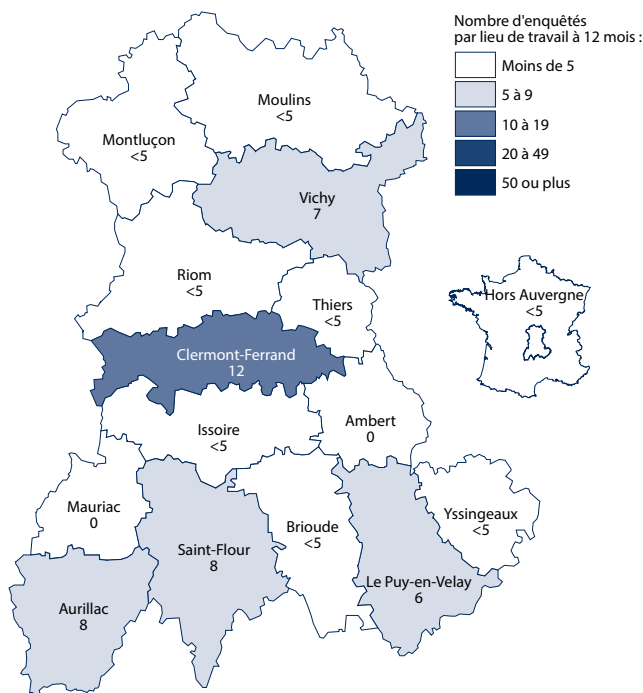 Nombre d'enquêtés
par lieu de travail à 12 mois :
Moins de 5
5 à 9
10 à 19
20 à 49
50 ou plus
Moulins
<5
Montluçon
<5
Vichy
7
Riom
<5
Thiers
<5
Hors Auvergne
<5
Clermont-Ferrand
12
Ambert
0
Issoire
<5
Mauriac
0
Saint-Flour
8
Brioude
<5
Yssingeaux
<5
Le Puy-en-Velay
6
Aurillac
8